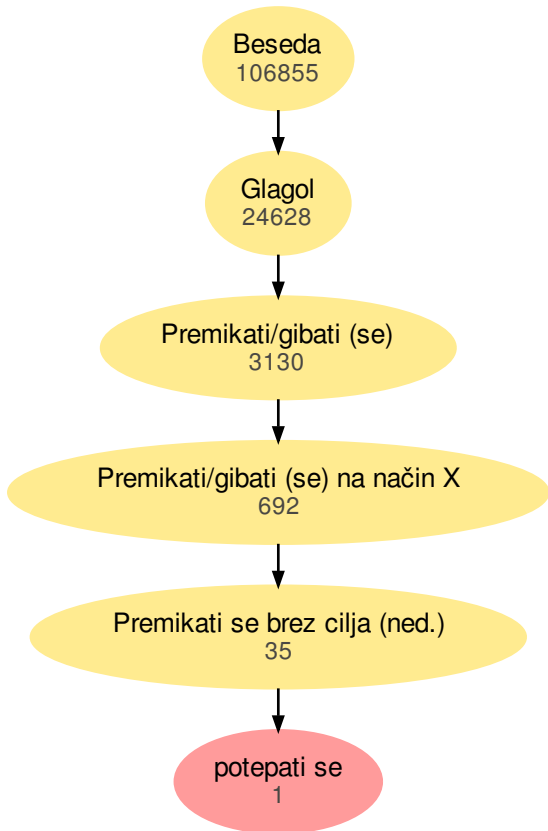 Beseda
106855
Glagol
24628
Premikati/gibati (se)
3130
Premikati/gibati (se) na način X
692
Premikati se brez cilja (ned.)
35
potepati se
1